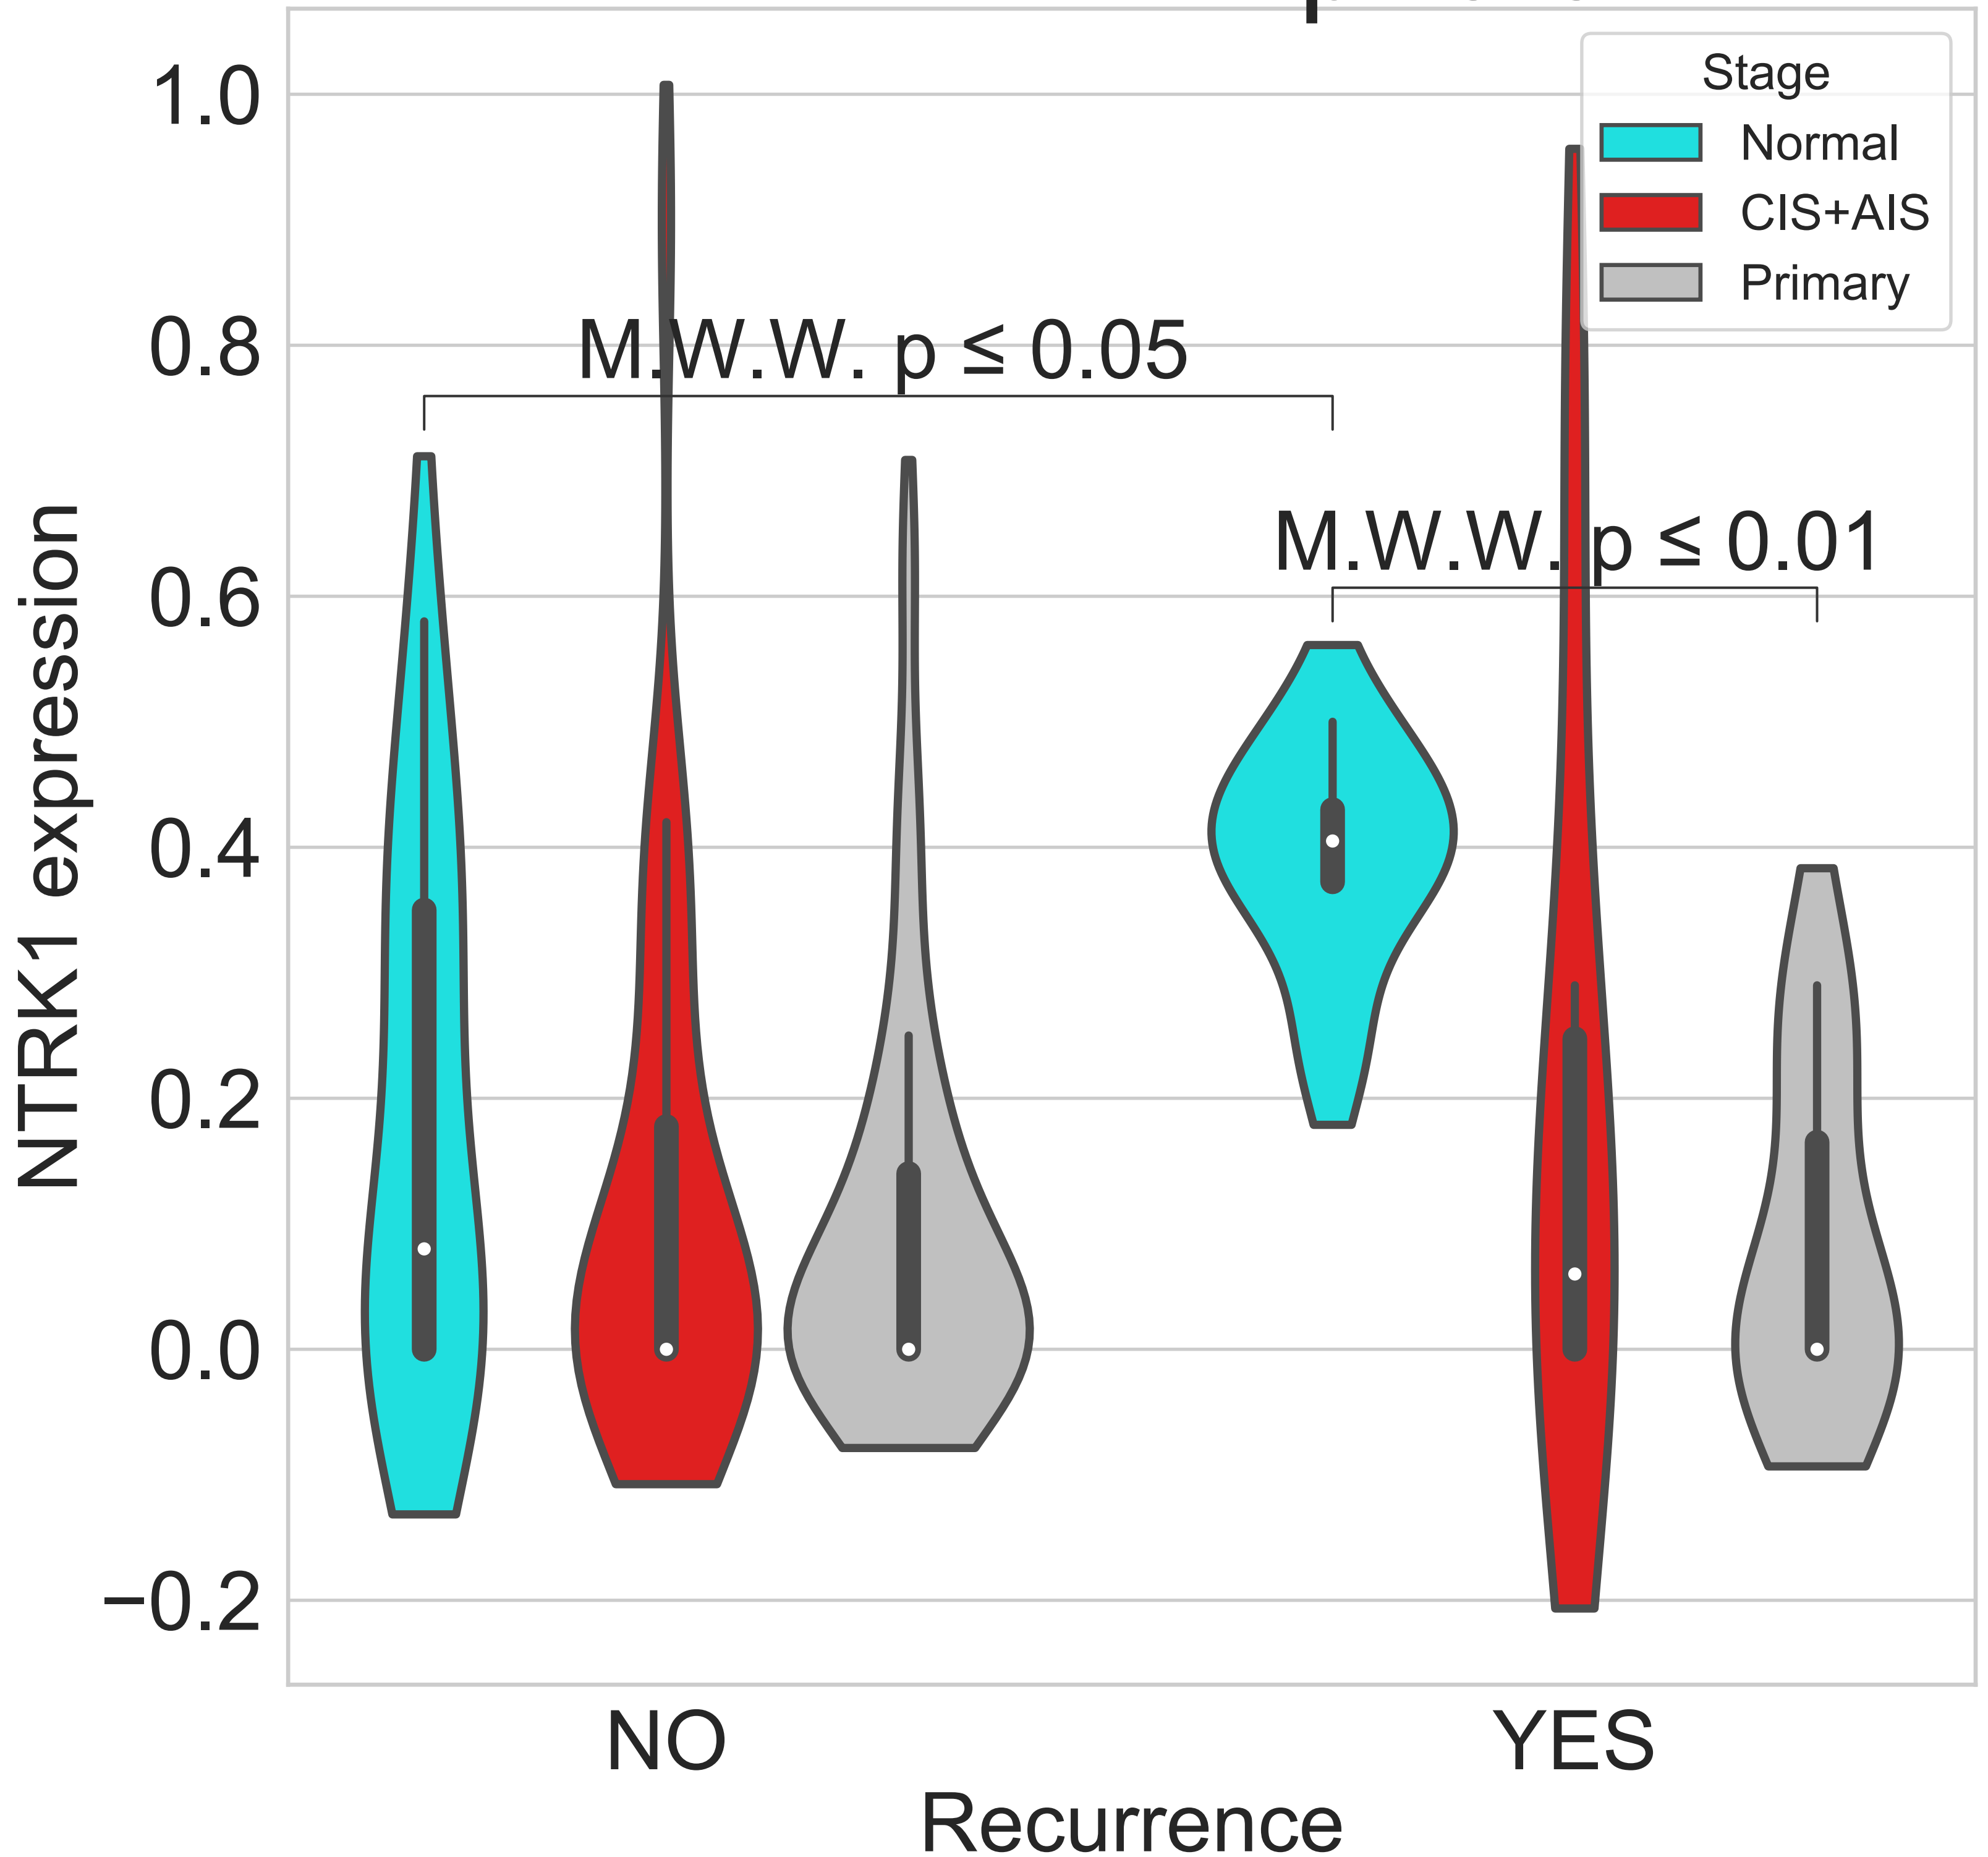 Stage
Normal
CIS+AIS
Primary
1.0
0.8
0.6
0.4
0.2
0.0
−0.2
NTRK1 expression
M.W.W. p ≤ 0.05
M.W.W. p ≤ 0.01
NO
YES
Recurrence